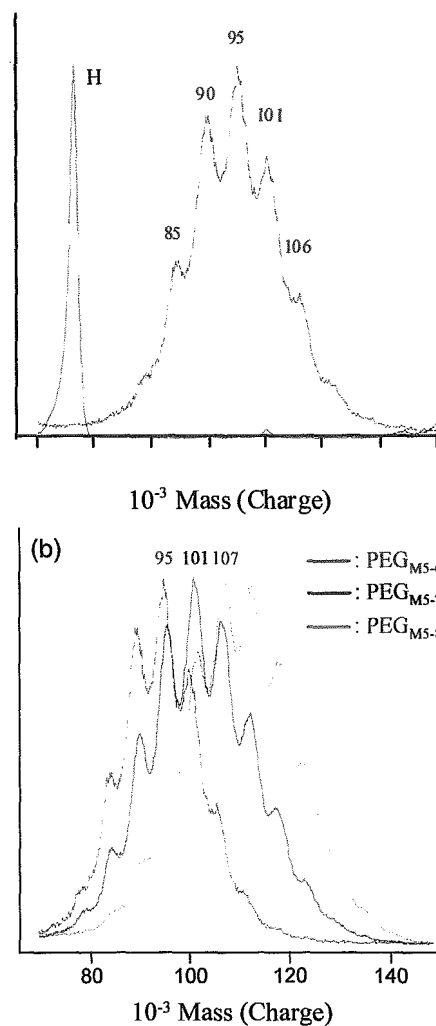 95
H
90
101
85
106
10⁻³ Mass (Charge)
(b)
95 101 107
: PEG
: PEG
: PEG
80 100 120 140
10⁻³ Mass (Charge)